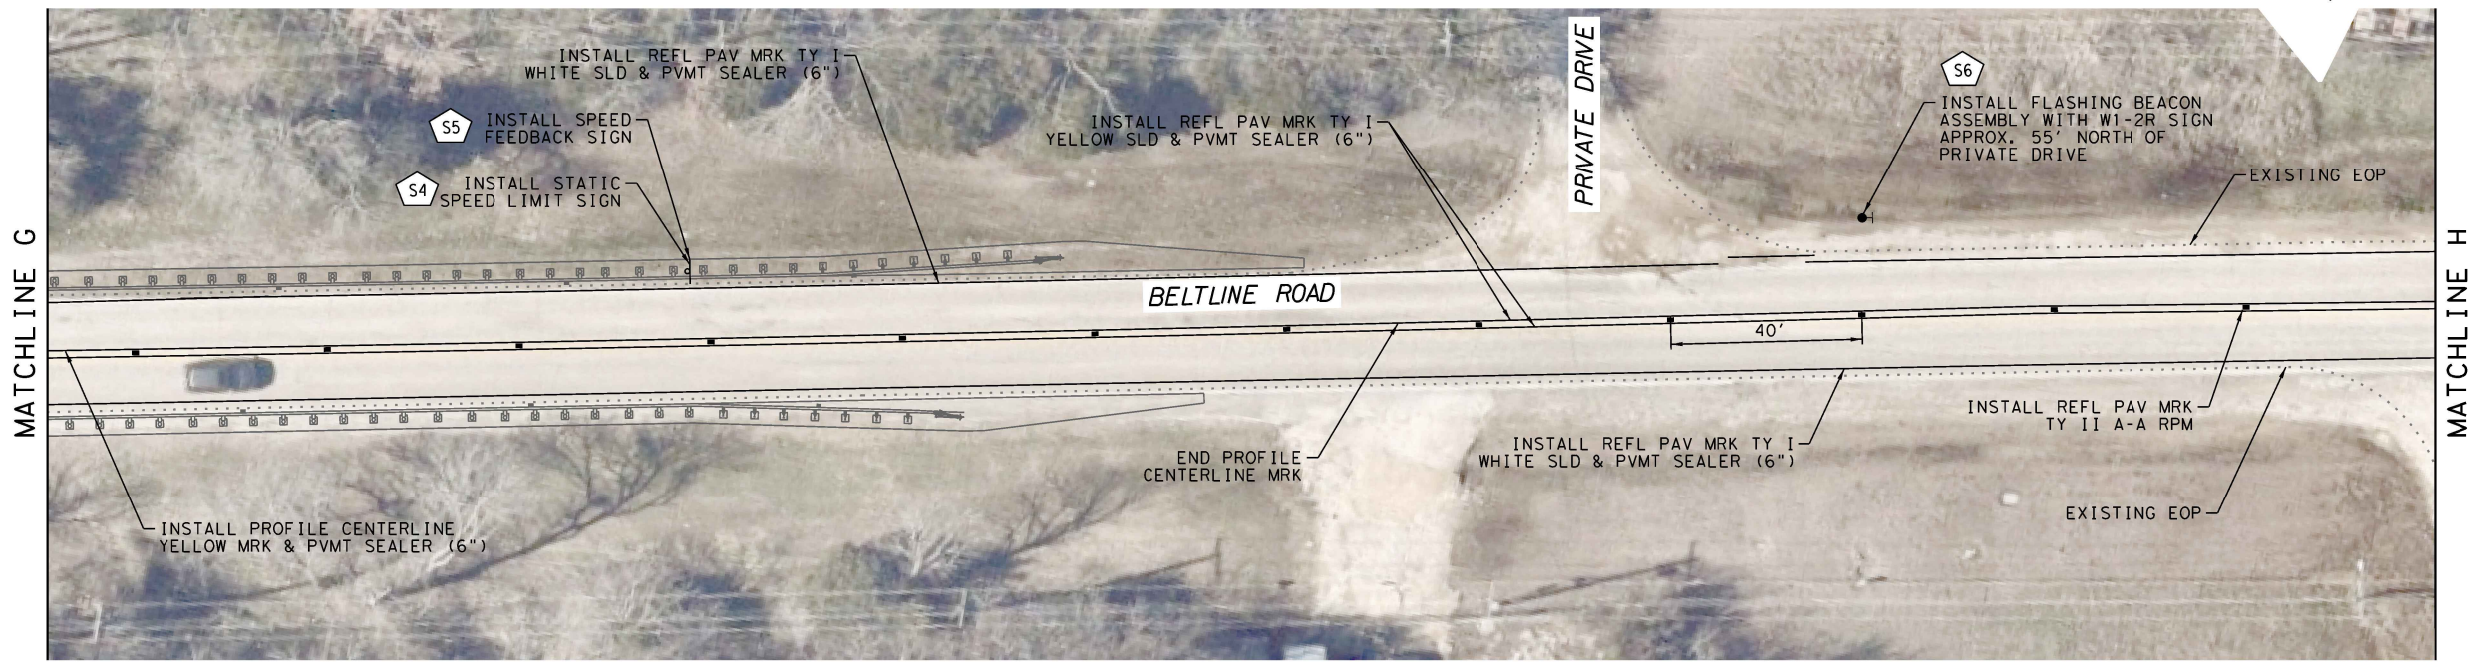 INSTALL REFL PAV MRK TY I
WHITE SLD & PVMT SEALER (6")
S5
INSTALL SPEED
FEEDBACK SIGN
S4
INSTALL STATIC
SPEED LIMIT SIGN
INSTALL REFL PAV MRK TY I
YELLOW SLD & PVMT SEALER (6")
PRIVATE DRIVE
S6
INSTALL FLASHING BEACON
ASSEMBLY WITH W1-2R SIGN
APPROX. 55' NORTH OF
PRIVATE DRIVE
EXISTING EOP
MATCHLINE G
BELTLINE ROAD
40'
MATCHLINE H
INSTALL REFL PAV MRK
TY II A-A RPM
INSTALL REFL PAV MRK TY I
WHITE SLD & PVMT SEALER (6")
END PROFILE
CENTERLINE MRK
EXISTING EOP
INSTALL PROFILE CENTERLINE
YELLOW MRK & PVMT SEALER (6")